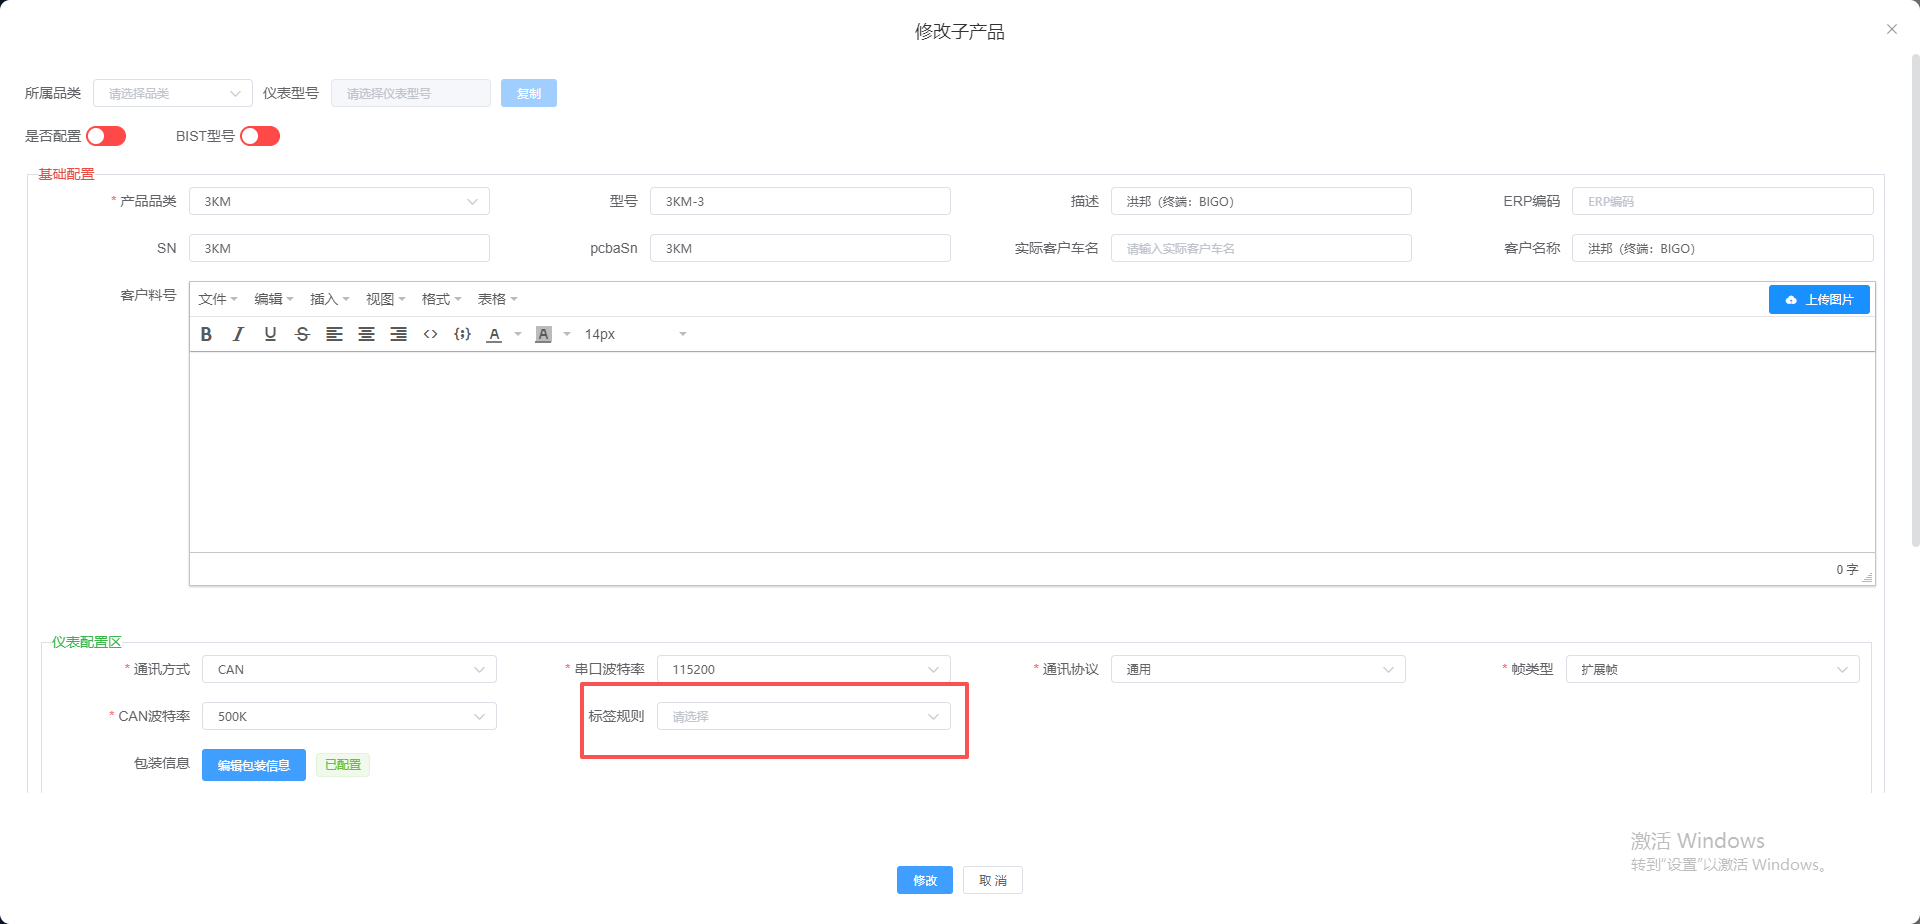 修改子产品
所属品类 请选择品类 仪表型号 请选择仪表型号 复制
是否配置 BIST型号
基础配置
* 产品品类 3KM 型号 3KM-3 描述 洪邦（终端：BIGO） ERP编码 ERP编码
SN 3KM pcbaSn 3KM 实际客户车名 请输入实际客户车名 客户名称 洪邦（终端：BIGO）
客户料号 文件 编辑 插入 视图 格式 表格 上传图片
B I U S <> {;} A A 14px
0 字
仪表配置区
* 通讯方式 CAN * 串口波特率 115200 * 通讯协议 通用 * 帧类型 扩展帧
* CAN波特率 500K 标签规则 请选择
包装信息 编辑包装信息 已配置
激活 Windows
转到“设置”以激活 Windows。
修改 取 消